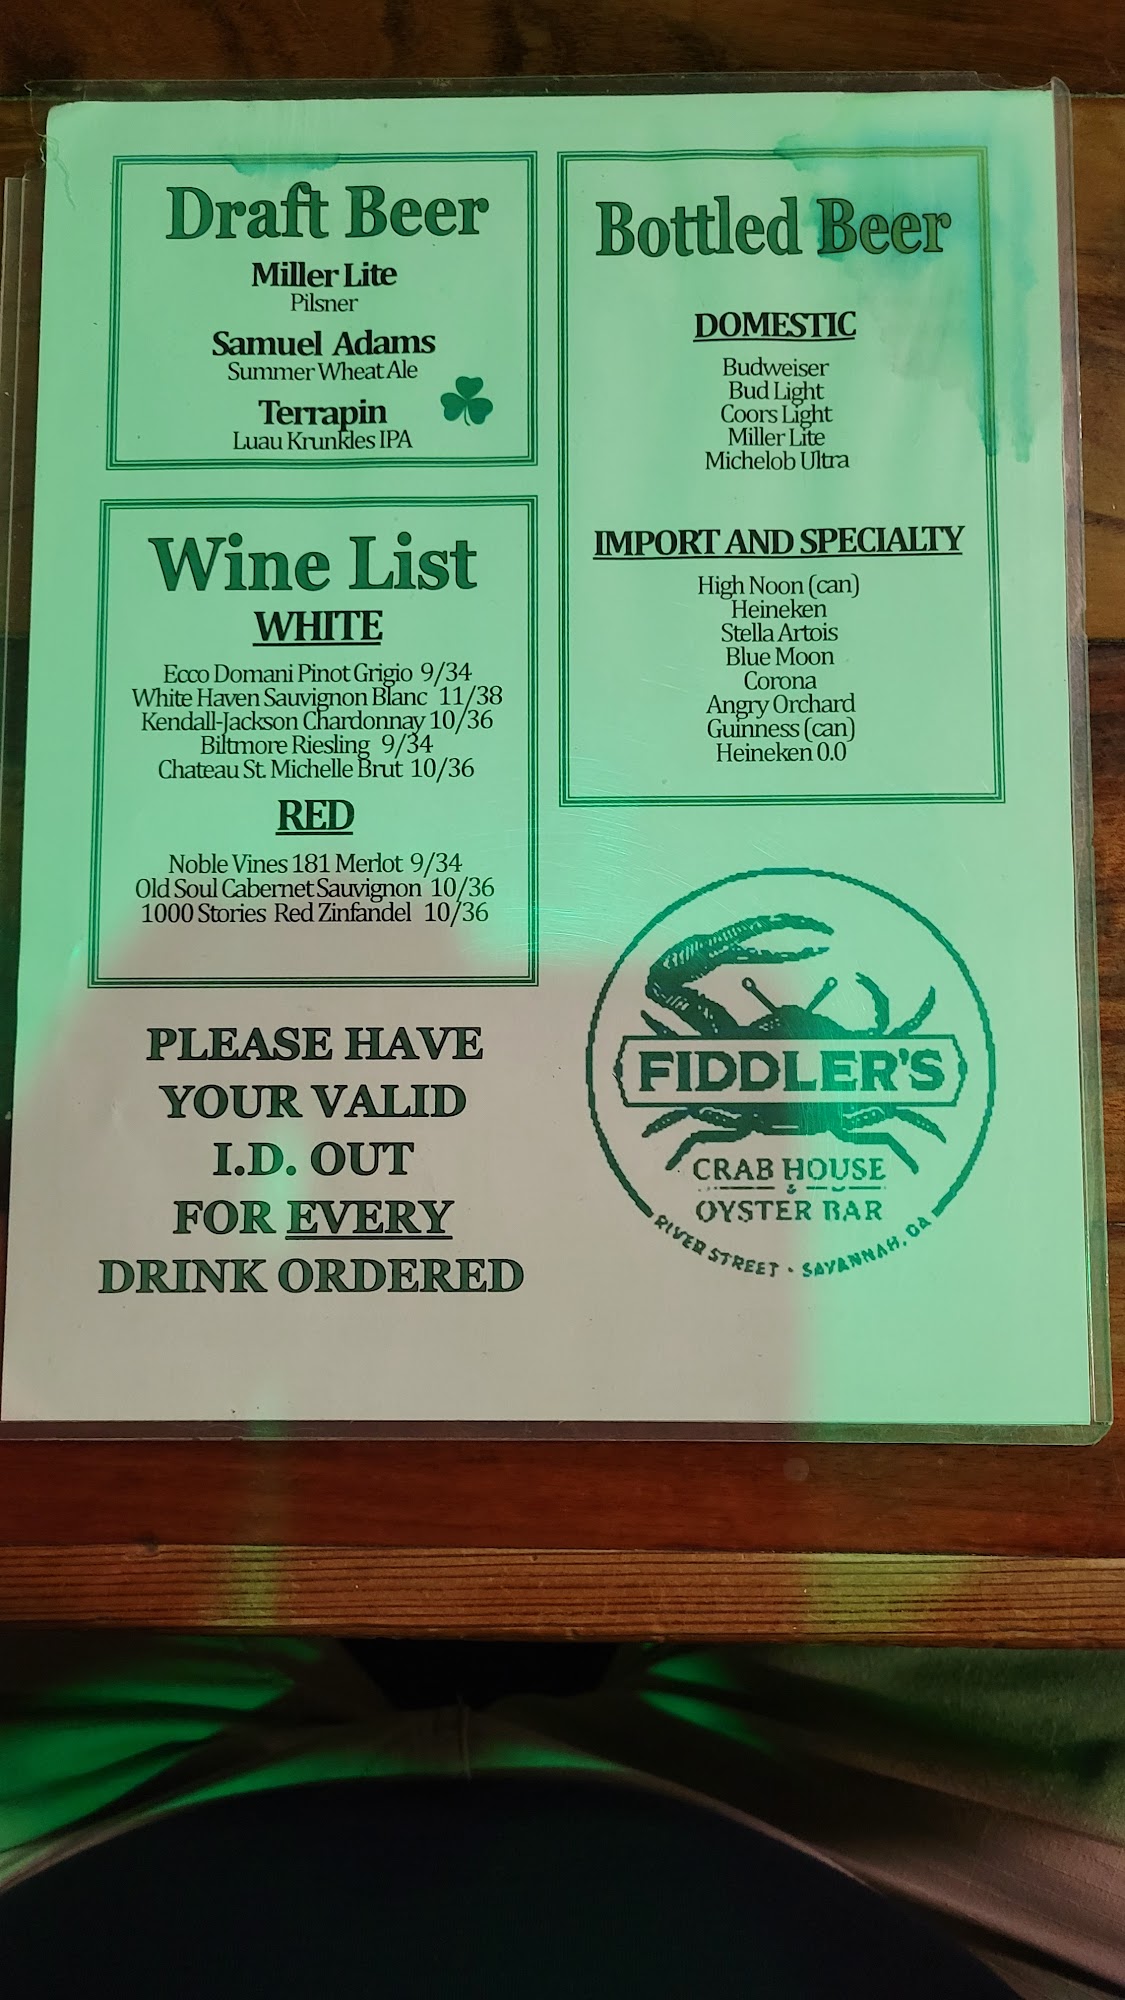 Draft Beer
Miller Lite
Pilsner
Samuel Adams
Summer Wheat Ale
Terrapin
Luau Krunkles IPA
Wine List
WHITE
Ecco Domani Pinot Grigio 9/34
White Haven Sauvignon Blanc 11/38
Kendall-Jackson Chardonnay 10/36
Biltmore Riesling 9/34
Chateau St. Michelle Brut 10/36
RED
Noble Vines 181 Merlot 9/34
Old Soul Cabernet Sauvignon 10/36
1000 Stories Red Zinfandel 10/36
PLEASE HAVE
YOUR VALID
I.D. OUT
FOR EVERY
DRINK ORDERED
Bottled Beer
DOMESTIC
Budweiser
Bud Light
Coors Light
Miller Lite
Michelob Ultra
IMPORT AND SPECIALTY
High Noon (can)
Heineken
Stella Artois
Blue Moon
Corona
Angry Orchard
Guinness (can)
Heineken 0.0
FIDDLER'S
CRAB HOUSE
&
OYSTER BAR
RIVER STREET - SAVANNAH, GA